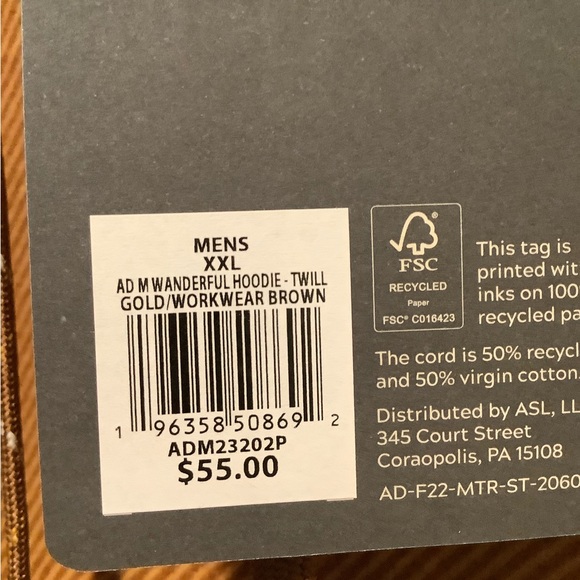 MENS
XXL
AD M WANDERFUL HOODIE - TWILL
GOLD/WORKWEAR BROWN
1 96358 50869 2
ADM23202P
$55.00
FSC
RECYCLED
Paper
FSC® C016423
This tag is
printed wit
inks on 100
recycled pa
The cord is 50% recycl
and 50% virgin cotton.
Distributed by ASL, LL
345 Court Street
Coraopolis, PA 15108
AD-F22-MTR-ST-2060